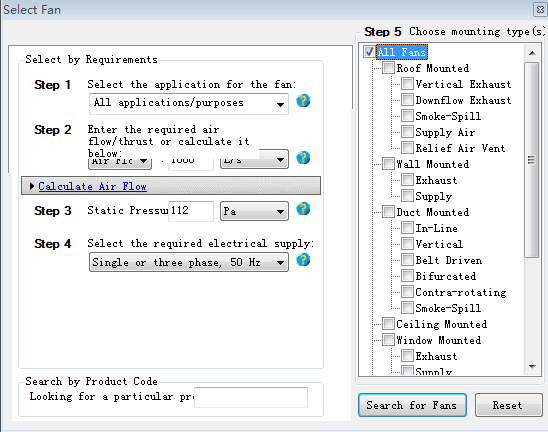 Select Fan
Select by Requirements
Step 1 Select the application for the fan:
All applications/purposes
Step 2 Enter the required air
flow/thrust or calculate it
below:
1000 L/s
Calculate Air Flow
Step 3 Static Pressu 112 Pa
Step 4 Select the required electrical supply:
Single or three phase, 50 Hz
Search by Product Code
Looking for a particular pr
Step 5 Choose mounting type(s)
All Fans
Roof Mounted
Vertical Exhaust
Downflow Exhaust
Smoke-Spill
Supply Air
Relief Air Vent
Wall Mounted
Exhaust
Supply
Duct Mounted
In-Line
Vertical
Belt Driven
Bifurcated
Contra-rotating
Smoke-Spill
Ceiling Mounted
Window Mounted
Exhaust
Supply
Search for Fans
Reset